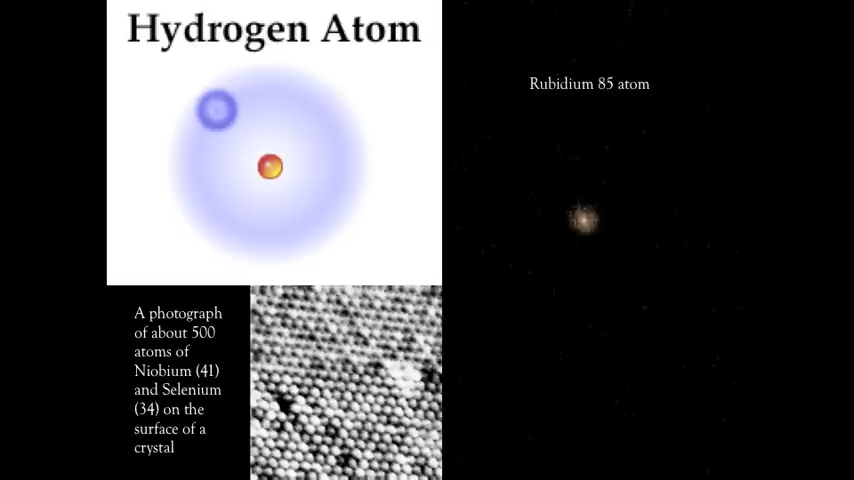 Hydrogen Atom
Rubidium 85 atom
A photograph
of about 500
atoms of
Niobium (41)
and Selenium
(34) on the
surface of a
crystal